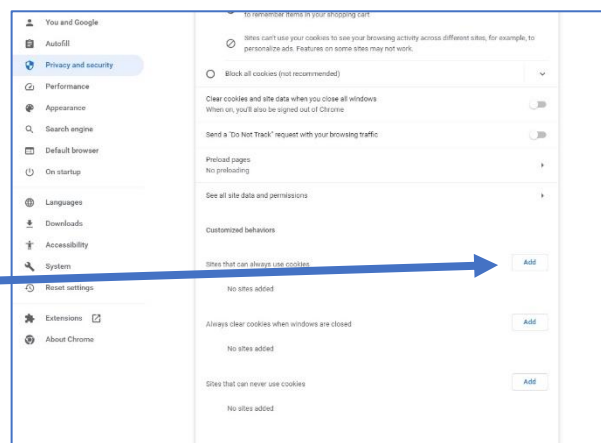 You and Google
Autofill
Privacy and security
Performance
Appearance
Search engine
Default browser
On startup
Languages
Downloads
Accessibility
System
Reset settings
Extensions
About Chrome
to remember items in your shopping cart
Sites can't use your cookies to see your browsing activity across different sites, for example, to
personalize ads. Features on some sites may not work.
Block all cookies (not recommended)
Clear cookies and site data when you close all windows
When on, you'll also be signed out of Chrome
Send a "Do Not Track" request with your browsing traffic
Preload pages
No preloading
See all site data and permissions
Customized behaviors
Sites that can always use cookies
Add
No sites added
Always clear cookies when windows are closed
Add
No sites added
Sites that can never use cookies
Add
No sites added